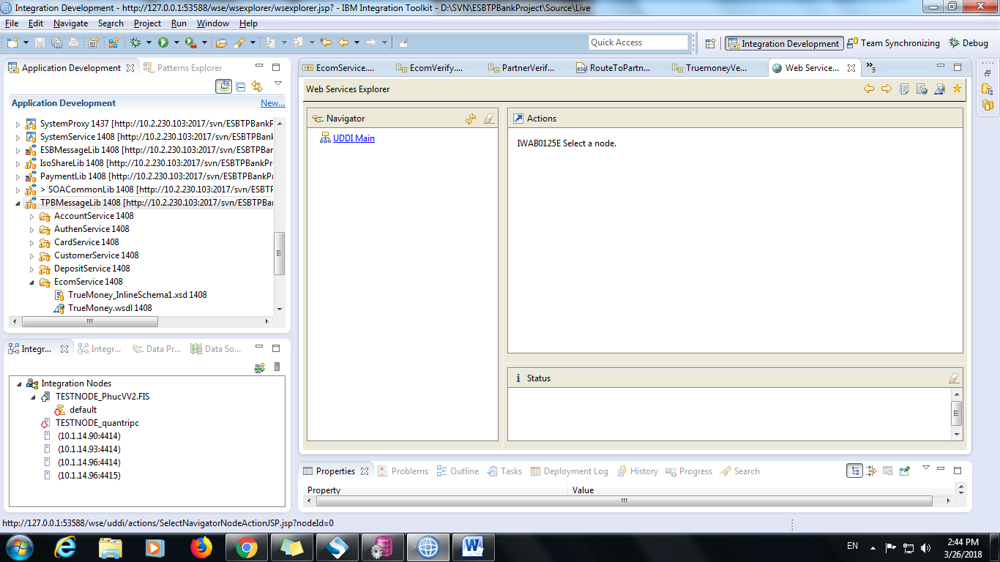 Integration Development - http://127.0.0.1:53588/wse/wsexplorer/wsexplorer.jsp? - IBM Integration Toolkit - D:\SVN\ESBTPBankProject\Source\Live
File Edit Navigate Search Project Run Window Help
Quick Access
Integration Development
Team Synchronizing
Debug
Application Development
Patterns Explorer
Application Development
New...
SystemProxy 1437 [http://10.2.230.103:2017/svn/ESBTPBankP
SystemService 1408 [http://10.2.230.103:2017/svn/ESBTPBank
ESBMessageLib 1408 [http://10.2.230.103:2017/svn/ESBTPBar
IsoShareLib 1408 [http://10.2.230.103:2017/svn/ESBTPBankPr
PaymentLib 1408 [http://10.2.230.103:2017/svn/ESBTPBankPr
> SOACommonLib 1408 [http://10.2.230.103:2017/svn/ESBTP
TPBMessageLib 1408 [http://10.2.230.103:2017/svn/ESBTPBar
AccountService 1408
AuthenService 1408
CardService 1408
CustomerService 1408
DepositService 1408
EcomService 1408
TrueMoney_InlineSchema1.xsd 1408
TrueMoney.wsdl 1408
Integr...
Integr...
Data Pr...
Data So...
Integration Nodes
TESTNODE_PhucVV2.FIS
default
TESTNODE_quantripc
(10.1.14.90:4414)
(10.1.14.93:4414)
(10.1.14.96:4414)
(10.1.14.96:4415)
EcomService....
EcomVerify....
PartnerVerif...
RouteToPartn...
TruemoneyVe...
Web Service...
9
Web Services Explorer
Navigator
UDDI Main
Actions
IWAB0125E Select a node.
Status
Properties
Problems
Outline
Tasks
Deployment Log
History
Progress
Search
Property
Value
http://127.0.0.1:53588/wse/uddi/actions/SelectNavigatorNodeActionJSP.jsp?nodeId=0
EN
2:44 PM
3/26/2018